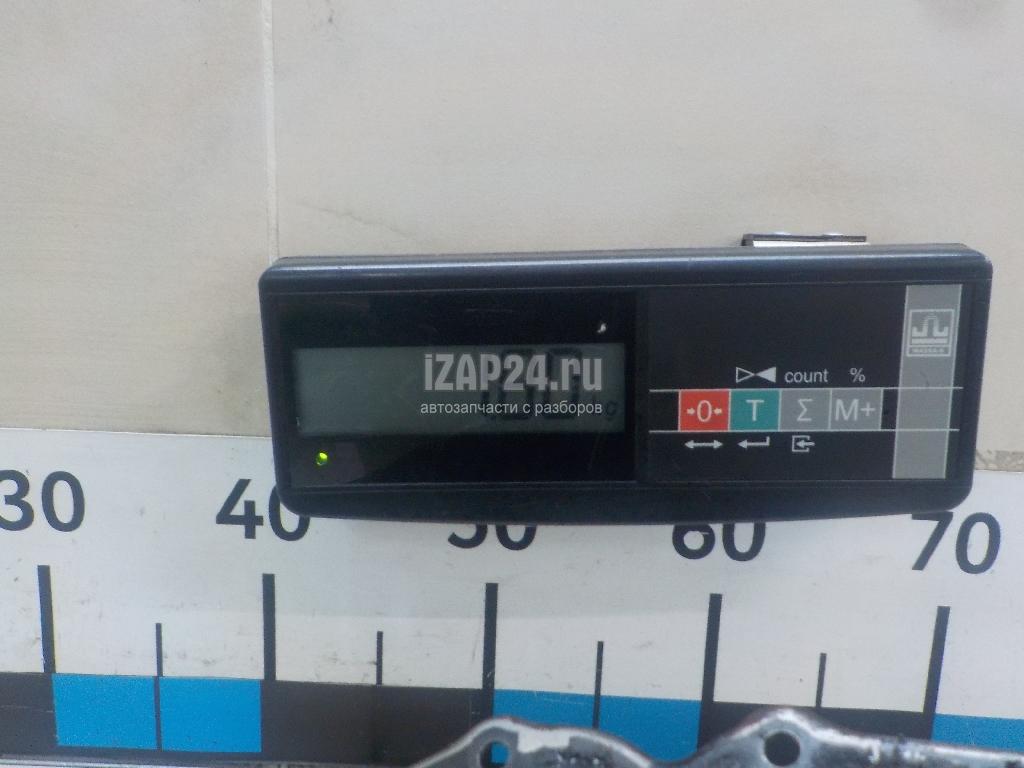 iZAP24.ru
автозапчасти с разборов
count %
0 T Σ M+
30 40 50 60 70